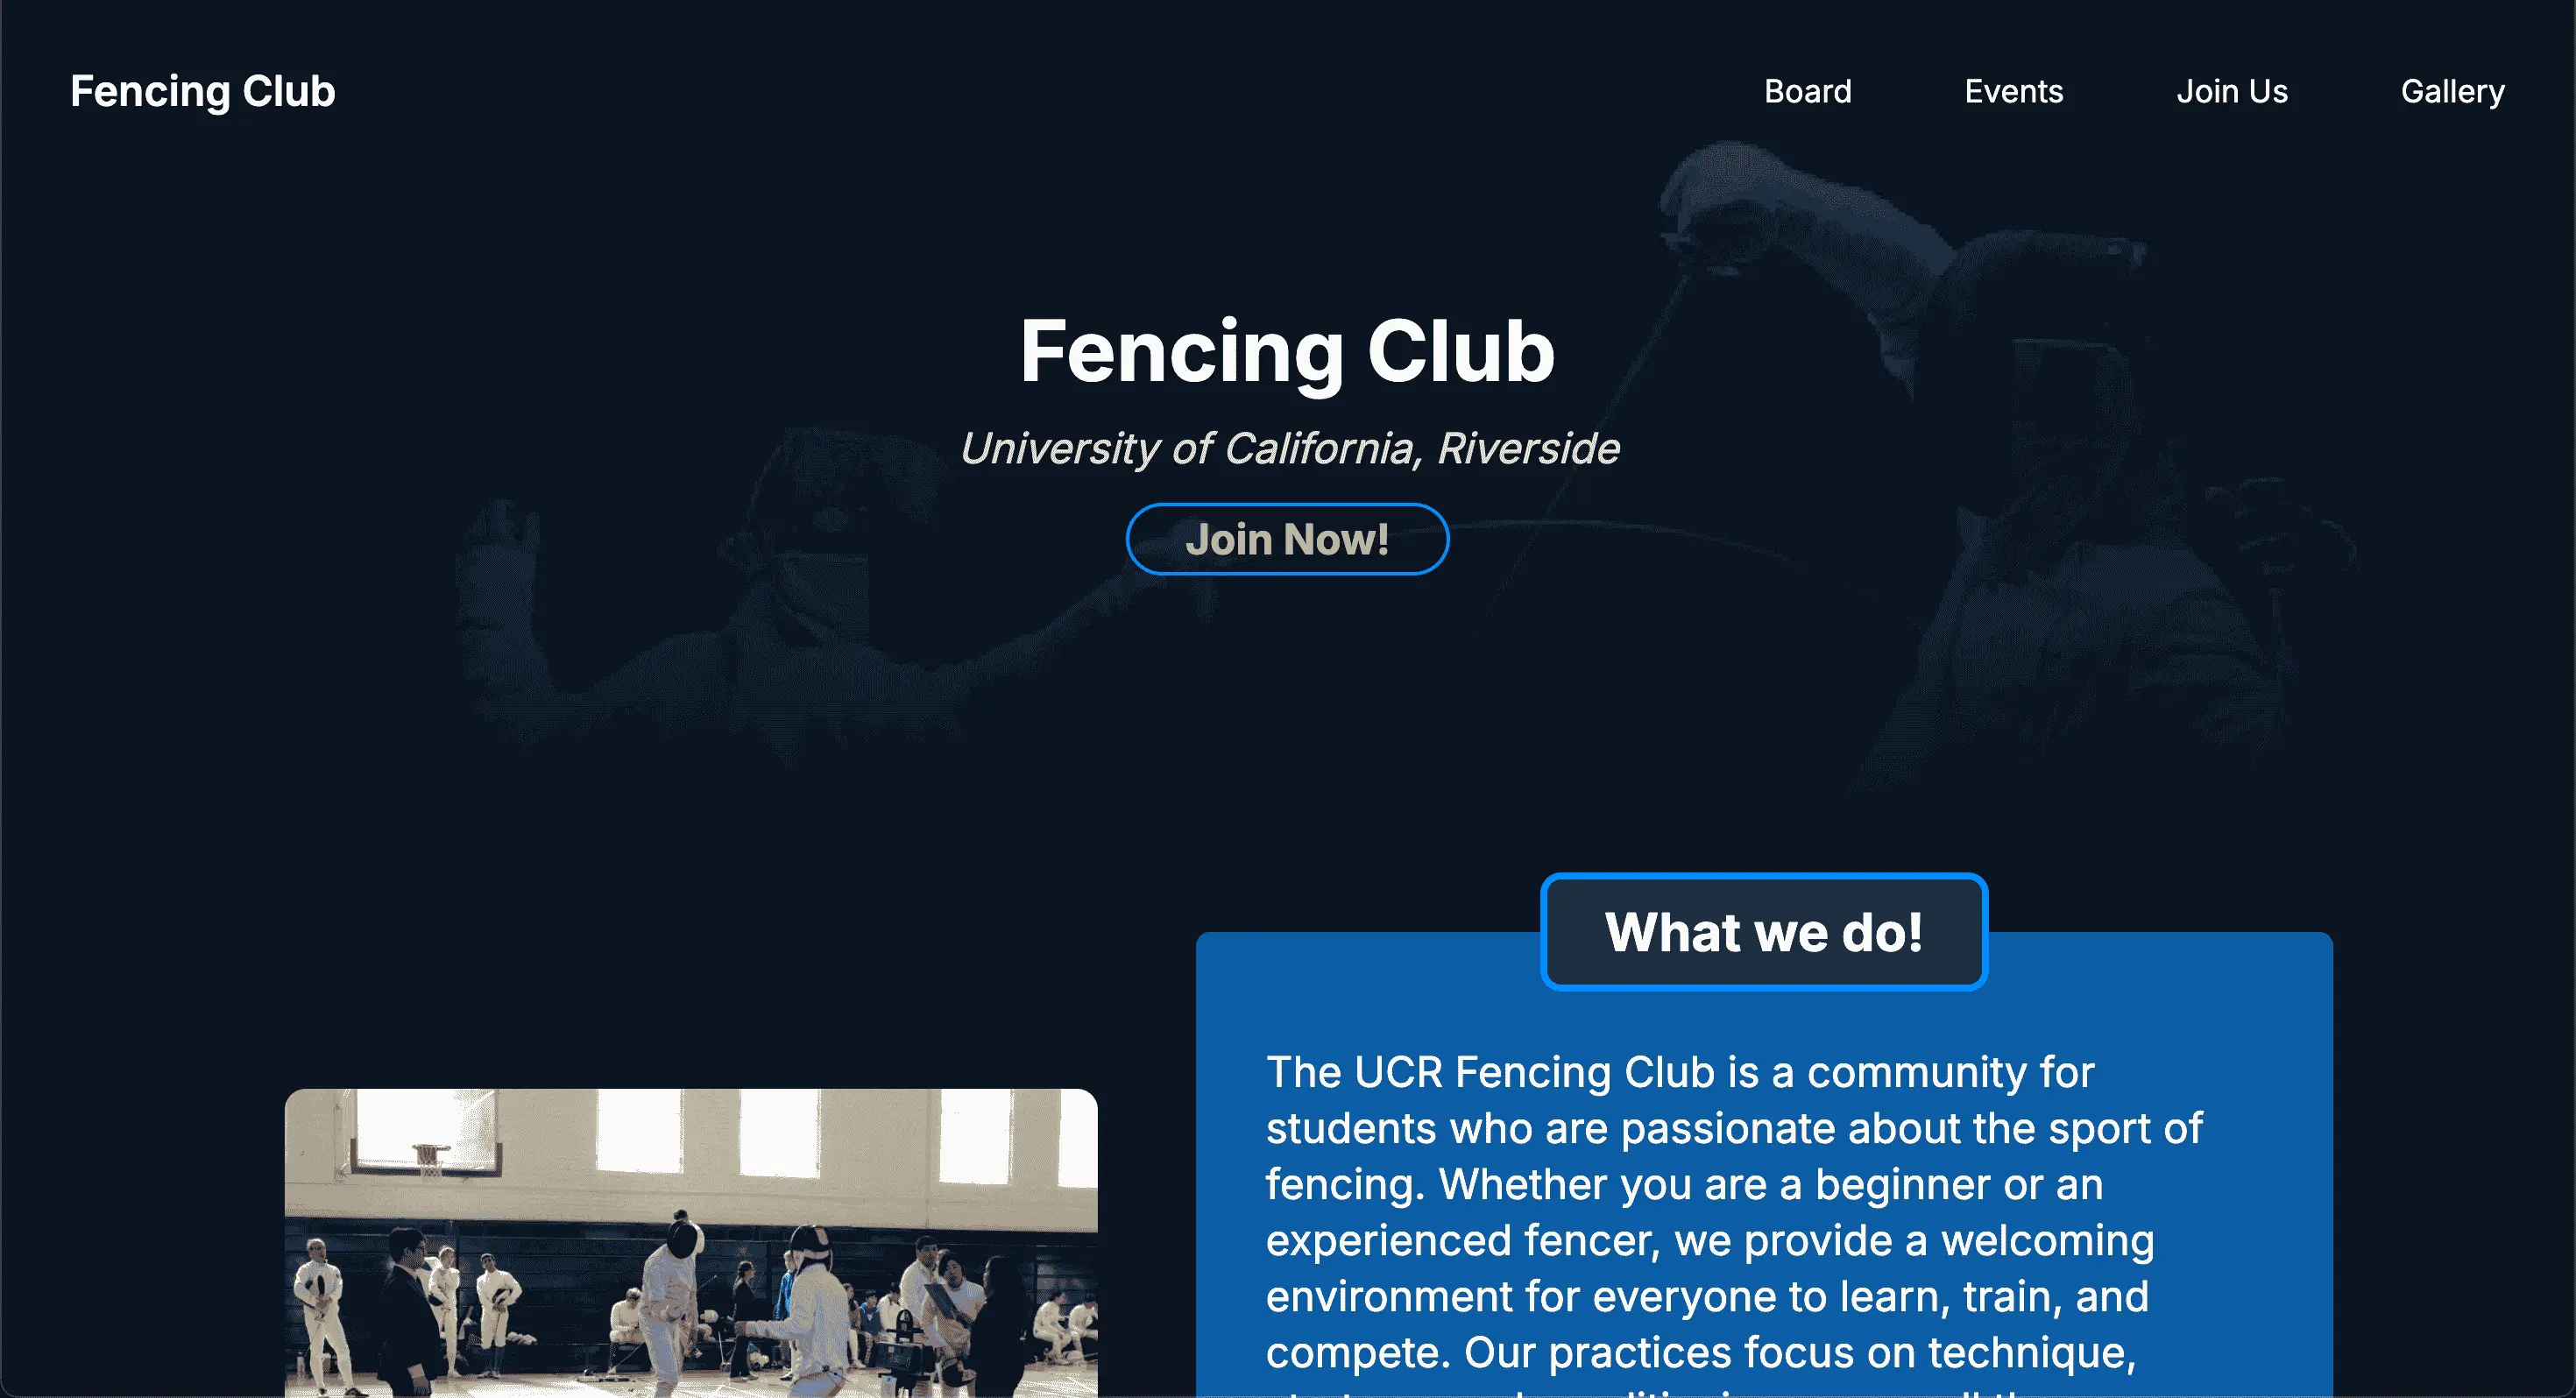 Fencing Club
Board
Events
Join Us
Gallery
Fencing Club
University of California, Riverside
Join Now!
What we do!
The UCR Fencing Club is a community for
students who are passionate about the sport of
fencing. Whether you are a beginner or an
experienced fencer, we provide a welcoming
environment for everyone to learn, train, and
compete. Our practices focus on technique,